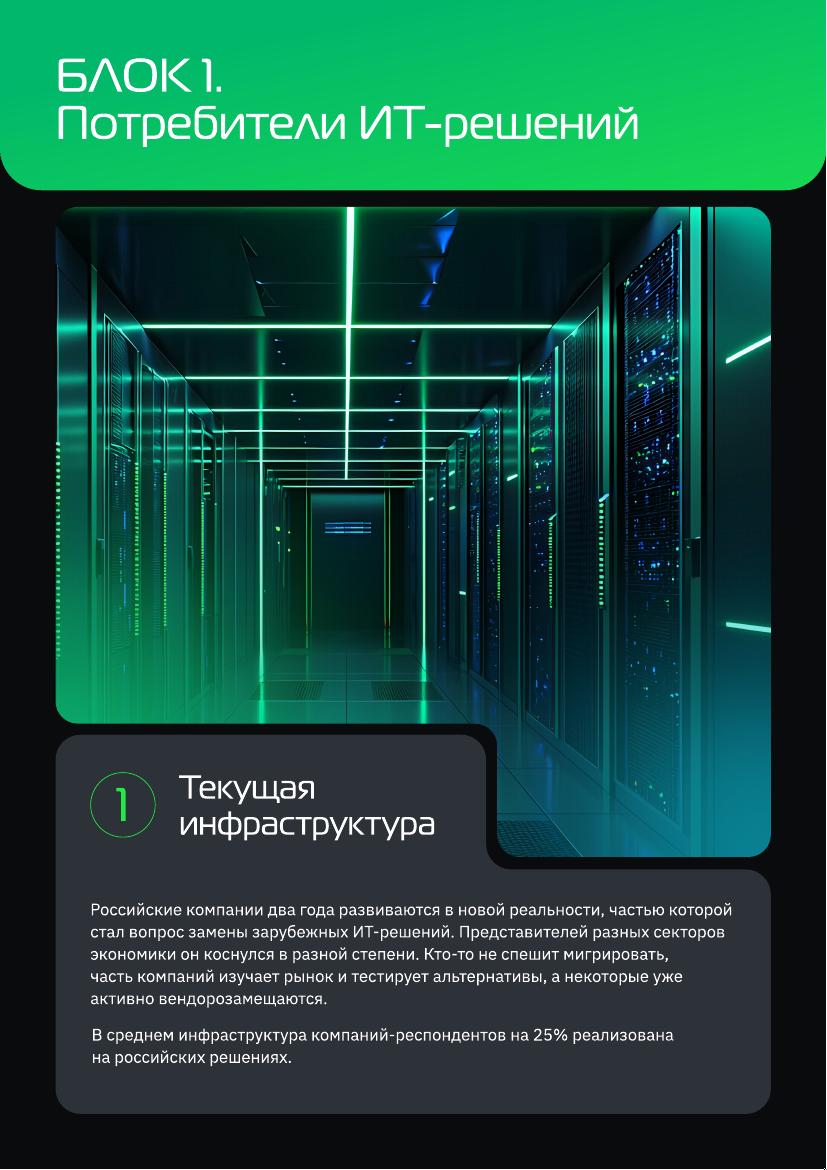 БЛОК 1.
Потребители ИТ-решений
1
Текущая
инфраструктура
Российские компании два года развиваются в новой реальности, частью которой
стал вопрос замены зарубежных ИТ-решений. Представителей разных секторов
экономики он коснулся в разной степени. Кто-то не спешит мигрировать,
часть компаний изучает рынок и тестирует альтернативы, а некоторые уже
активно вендорозамещаются.
В среднем инфраструктура компаний-респондентов на 25% реализована
на российских решениях.